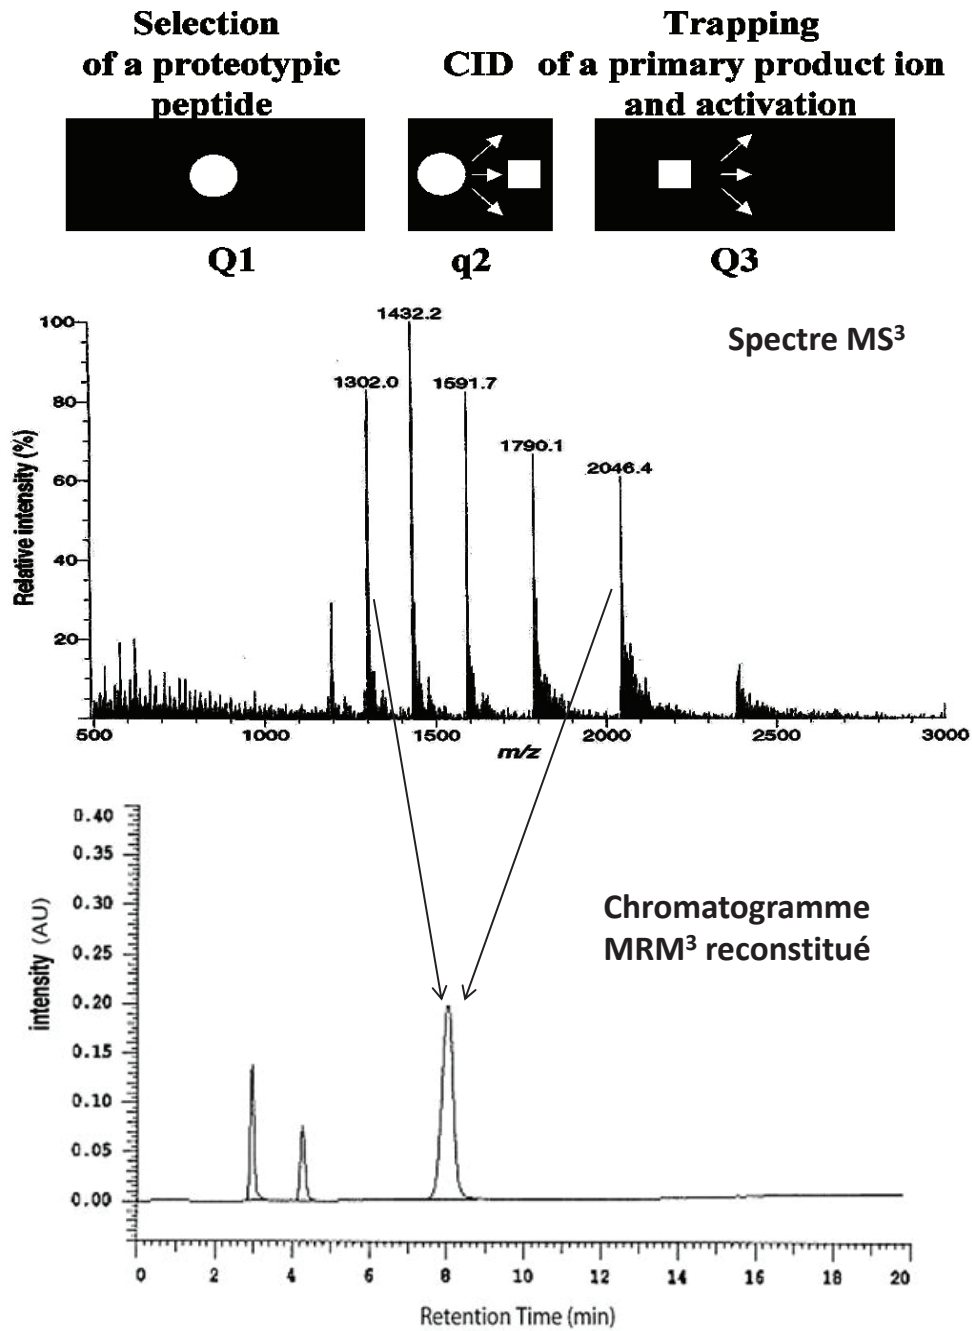 Selection
of a proteotypic
peptide
CID
Trapping
of a primary product ion
and activation
Q1
q2
Q3
Spectre MS³
1432.2
1302.0
1591.7
1790.1
2046.4
100
80
60
40
20
Relative intensity (%)
500
1000
1500
2000
2500
3000
m/z
Chromatogramme
MRM³ reconstitué
0.40
0.35
0.30
0.25
0.20
0.15
0.10
0.05
0.00
intensity (AU)
0
2
4
6
8
10
12
14
16
18
20
Retention Time (min)